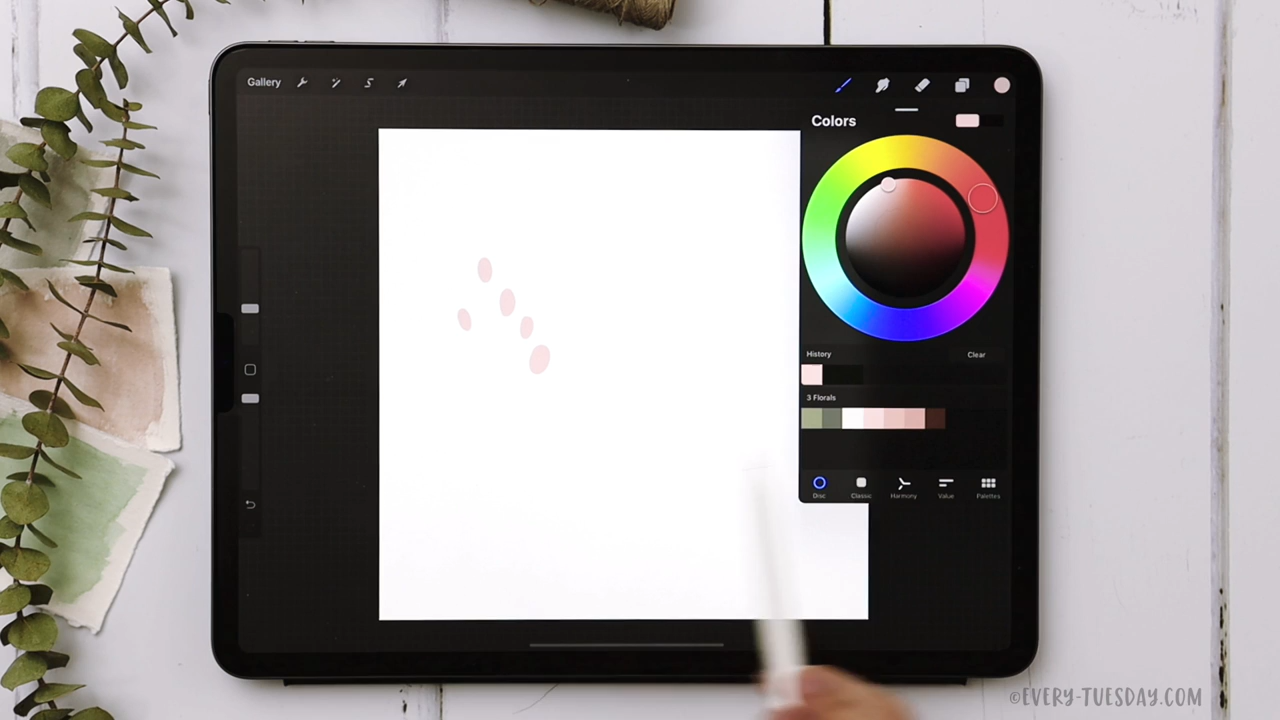 Gallery
Colors
History
Clear
3 Florals
Disc
Classic
Harmony
Value
Palettes
©EVERY-TUESDAY.COM